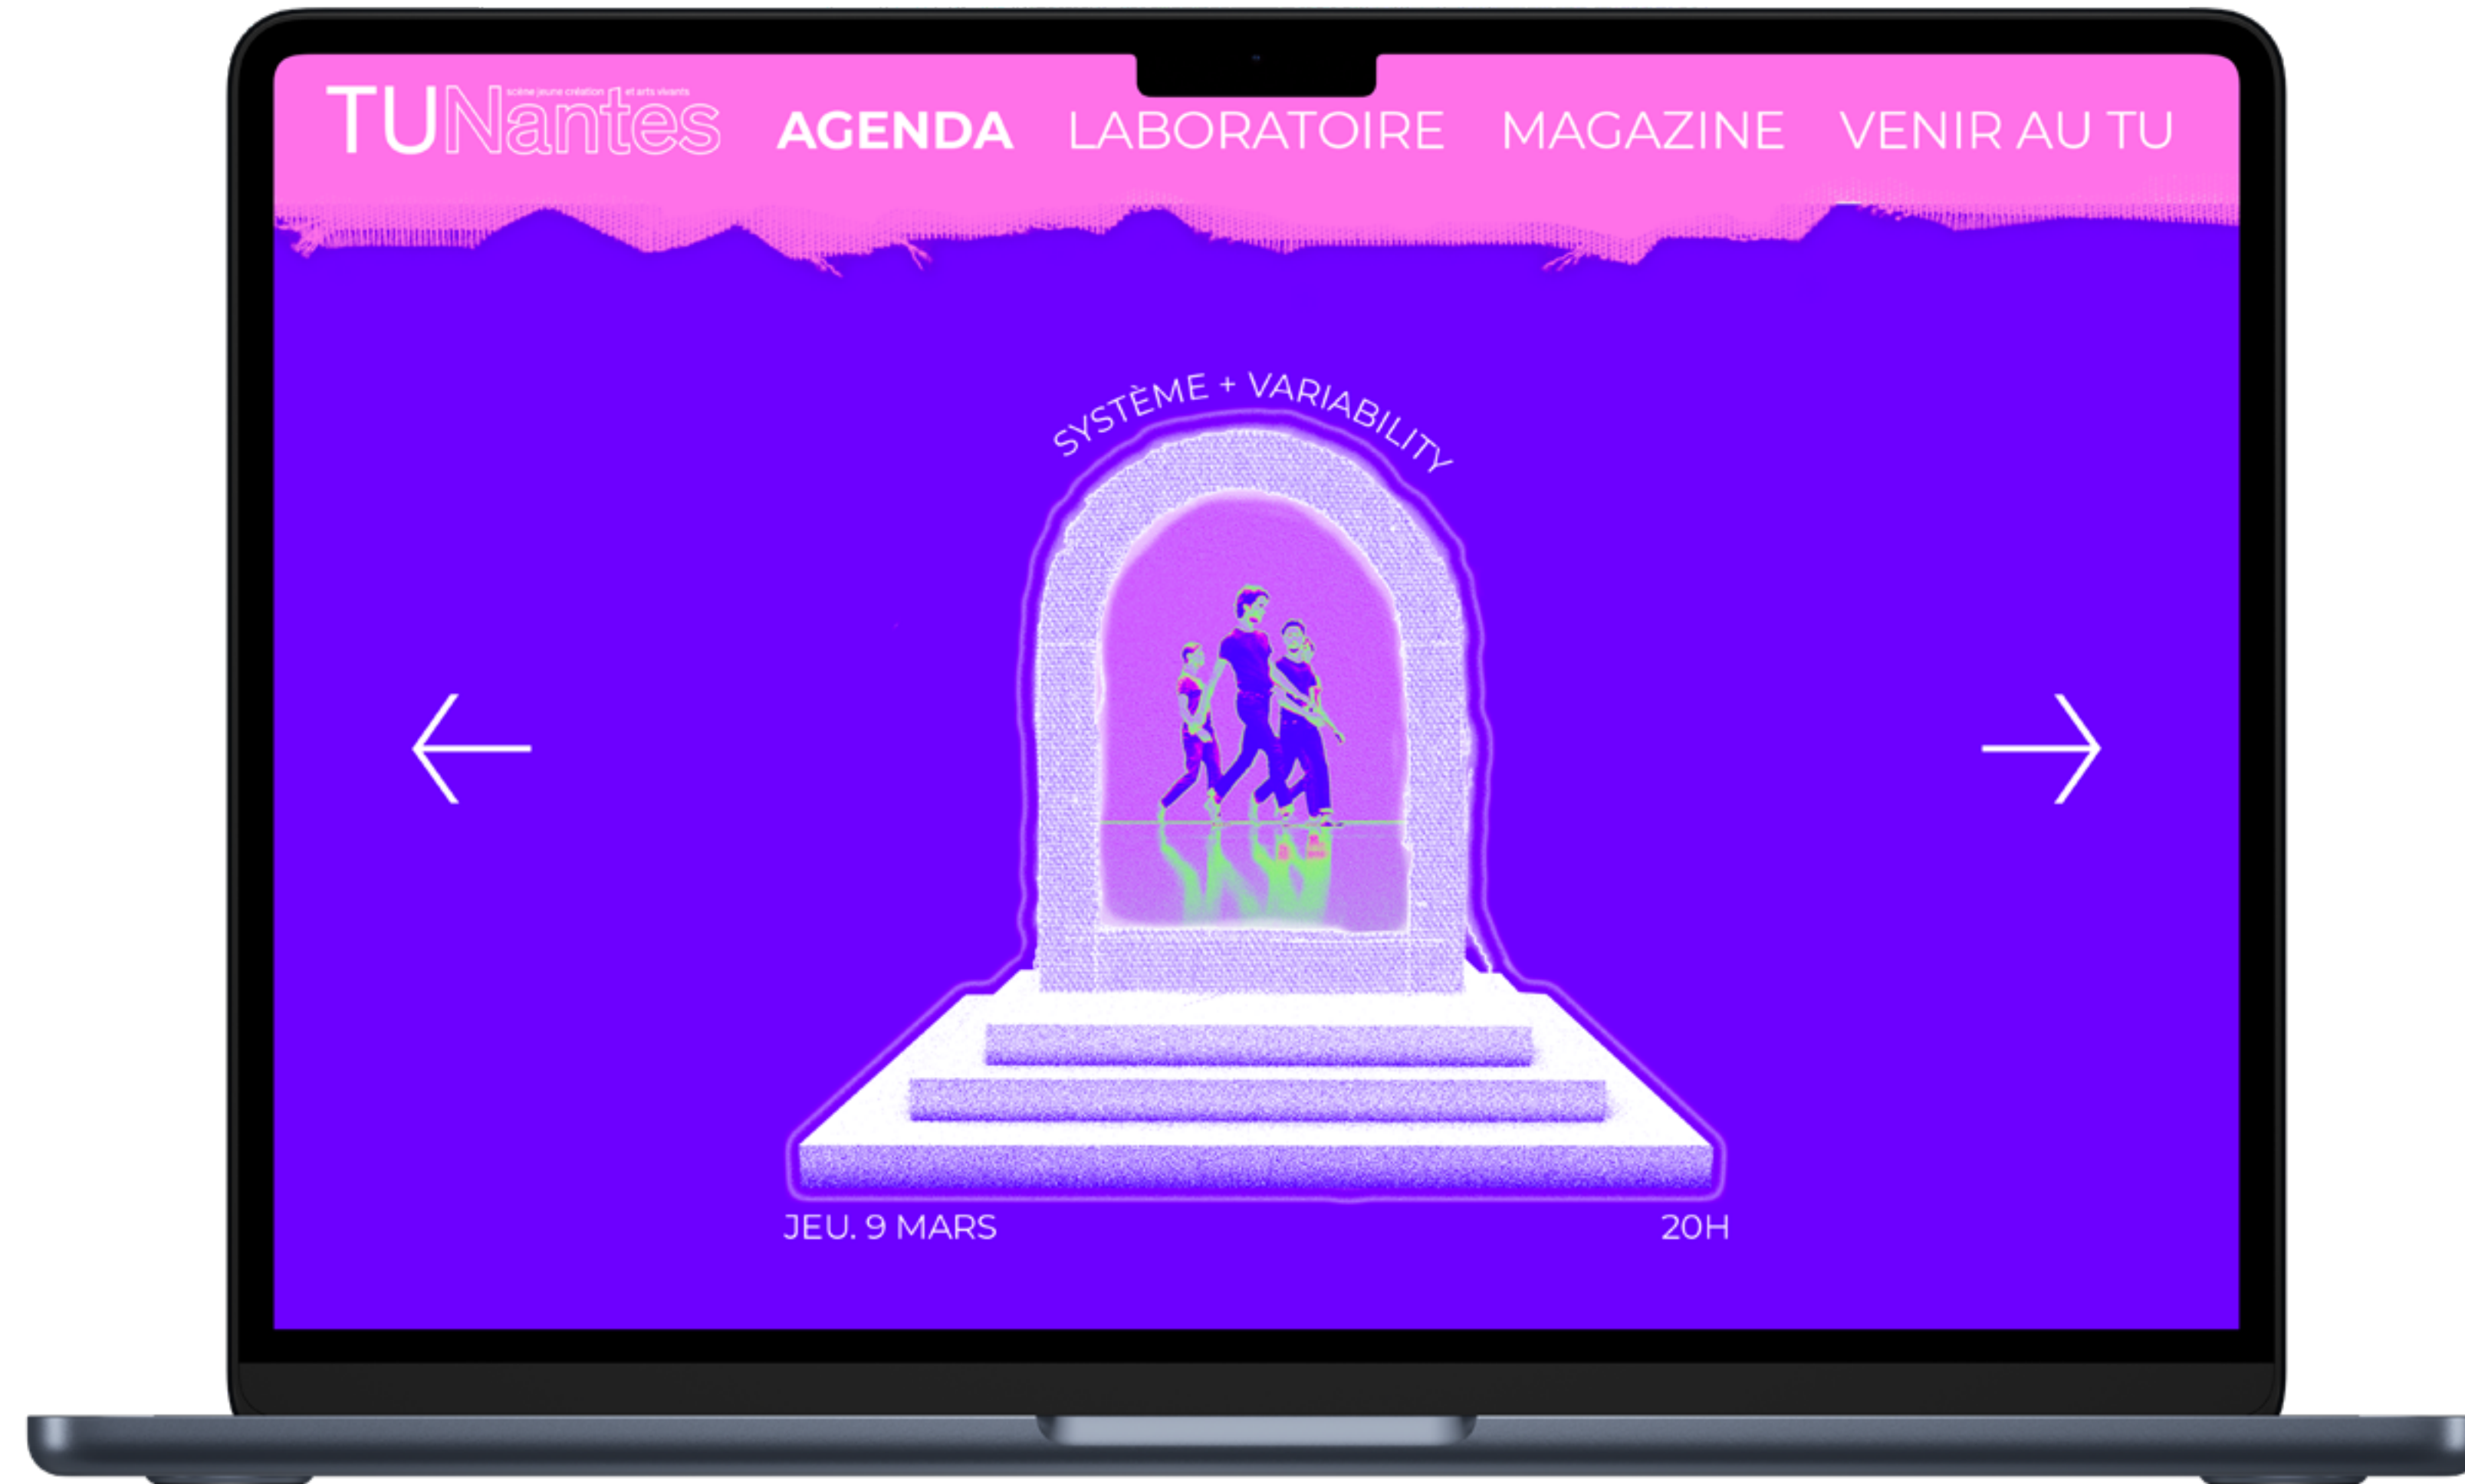 TUNantes
scène jeune création et arts vivants
AGENDA LABORATOIRE MAGAZINE VENIR AU TU
SYSTÈME + VARIABILITY
JEU. 9 MARS 20H